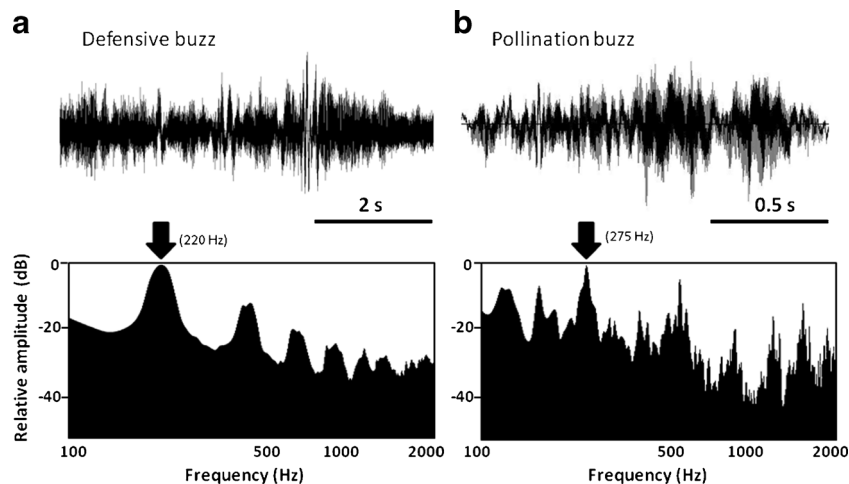 a
Defensive buzz
2 s
(220 Hz)
0
-20
-40
Relative amplitude (dB)
100
500
1000
2000
Frequency (Hz)
b
Pollination buzz
0.5 s
(275 Hz)
0
-20
-40
100
500
1000
2000
Frequency (Hz)